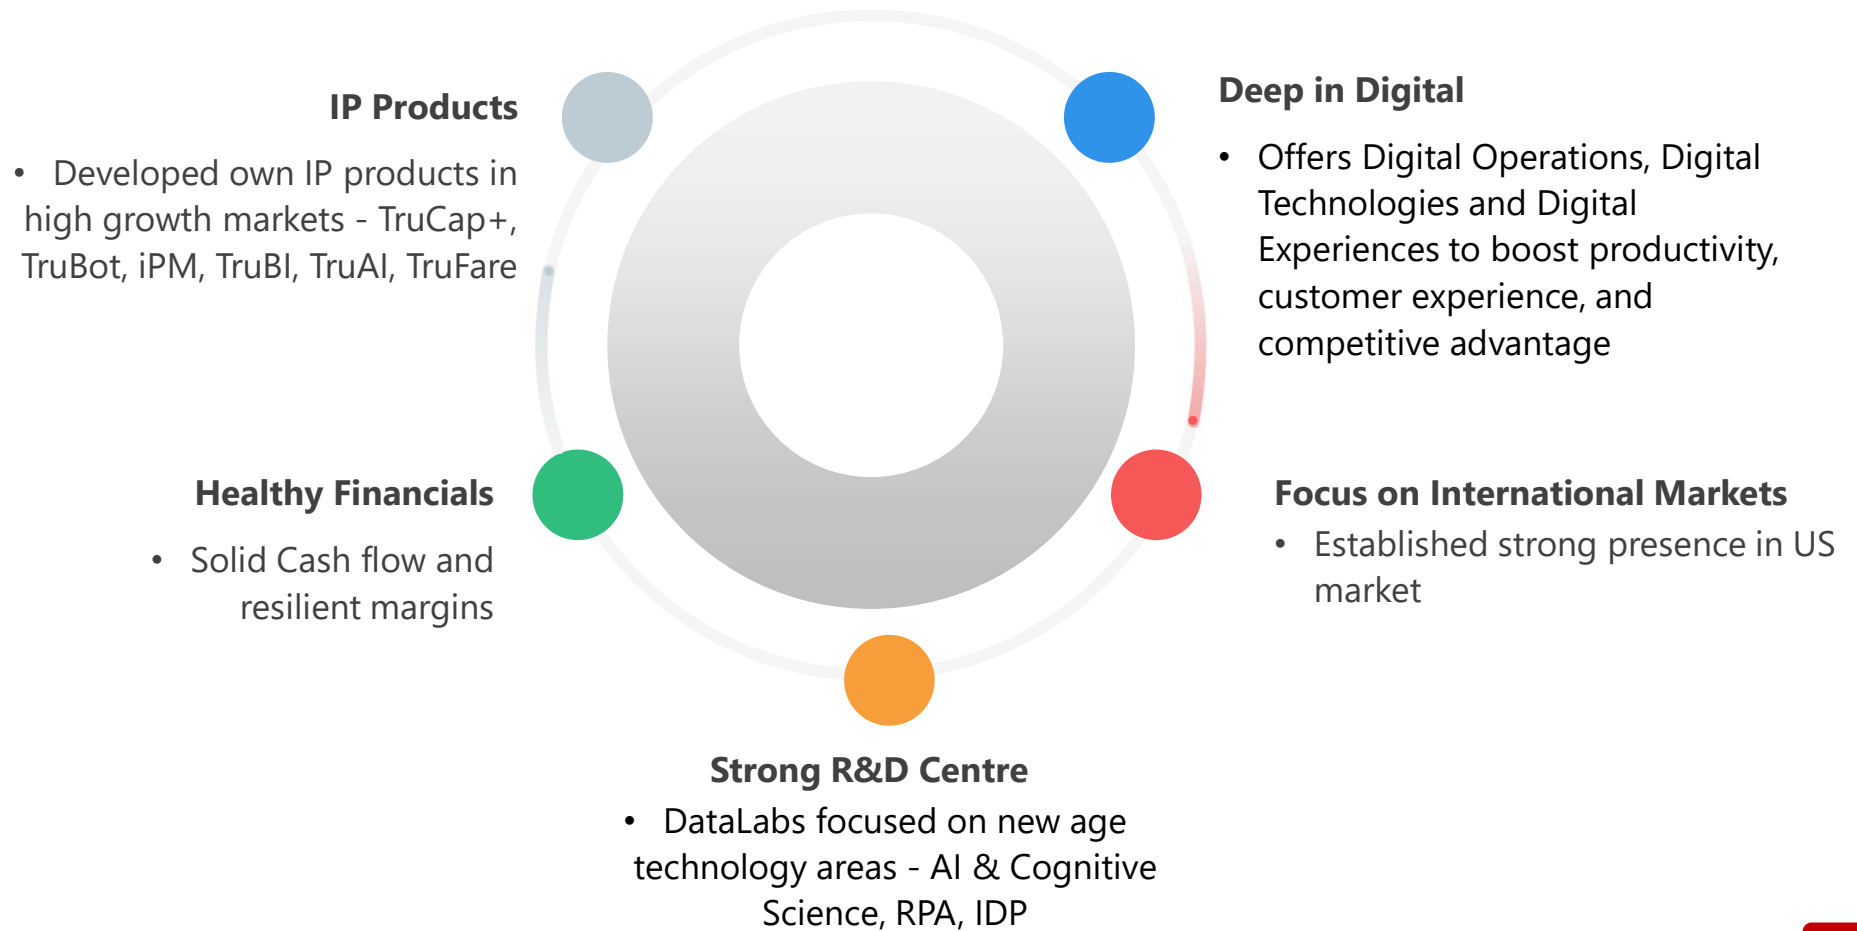 IP Products
• Developed own IP products in
high growth markets - TruCap+,
TruBot, iPM, TruBI, TruAI, TruFare
Deep in Digital
• Offers Digital Operations, Digital
Technologies and Digital
Experiences to boost productivity,
customer experience, and
competitive advantage
Healthy Financials
• Solid Cash flow and
resilient margins
Focus on International Markets
• Established strong presence in US
market
Strong R&D Centre
• DataLabs focused on new age
technology areas - AI & Cognitive
Science, RPA, IDP